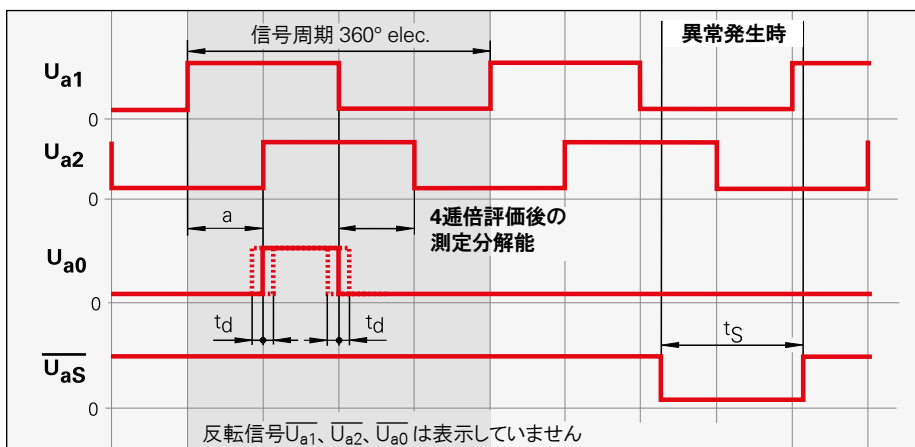 信号周期 360° elec.
異常発生時
Ua1
0
Ua2
0
a
4逓倍評価後の
測定分解能
Ua0
0
td
td
tS
UaS
0
反転信号Ua1、Ua2、Ua0 は表示していません